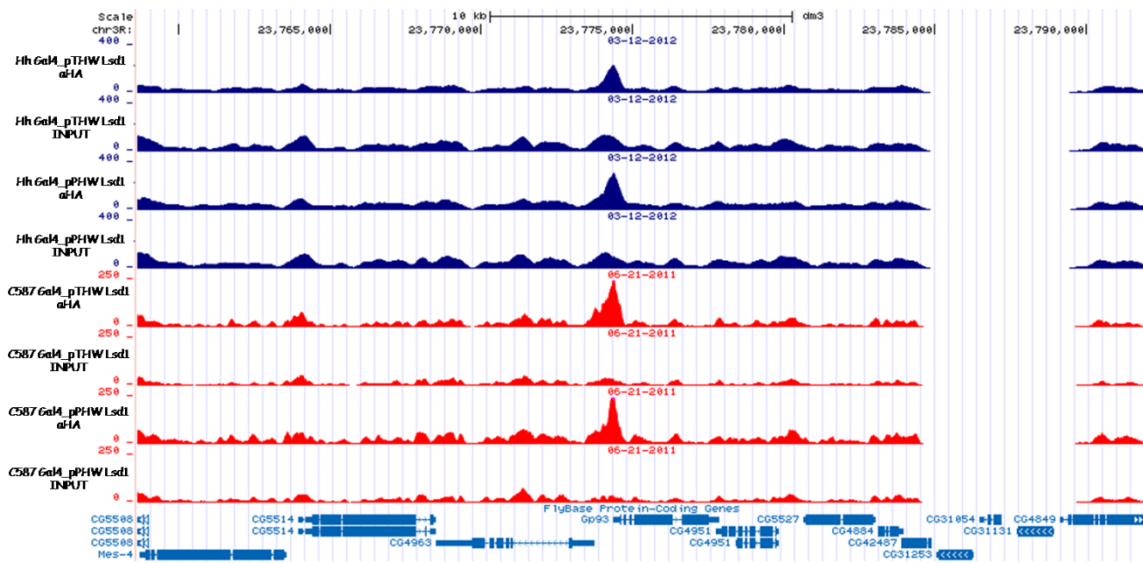 Scale 10 kb dm3
chr3R: 23,765,000 23,770,000 23,775,000 23,780,000 23,785,000 23,790,000
400 03-12-2012
Hh Gal4_pTHW Lsd1
αHA
0
400 03-12-2012
Hh Gal4_pTHW Lsd1
INPUT
0
400 03-12-2012
Hh Gal4_pPHW Lsd1
αHA
0
400 03-12-2012
Hh Gal4_pPHW Lsd1
INPUT
0
250 06-21-2011
C587 Gal4_pTHW Lsd1
αHA
0
250 06-21-2011
C587 Gal4_pTHW Lsd1
INPUT
0
250 06-21-2011
C587 Gal4_pPHW Lsd1
αHA
0
250 06-21-2011
C587 Gal4_pPHW Lsd1
INPUT
0
FlyBase Protein-Coding Genes
CG5508 CG5514 Gp93 CG5527 CG31054 CG4849
CG5508 CG5514 CG4951 CG4884 CG31131
CG5508 CG4963 CG4951 CG42487
Mes-4 CG31253